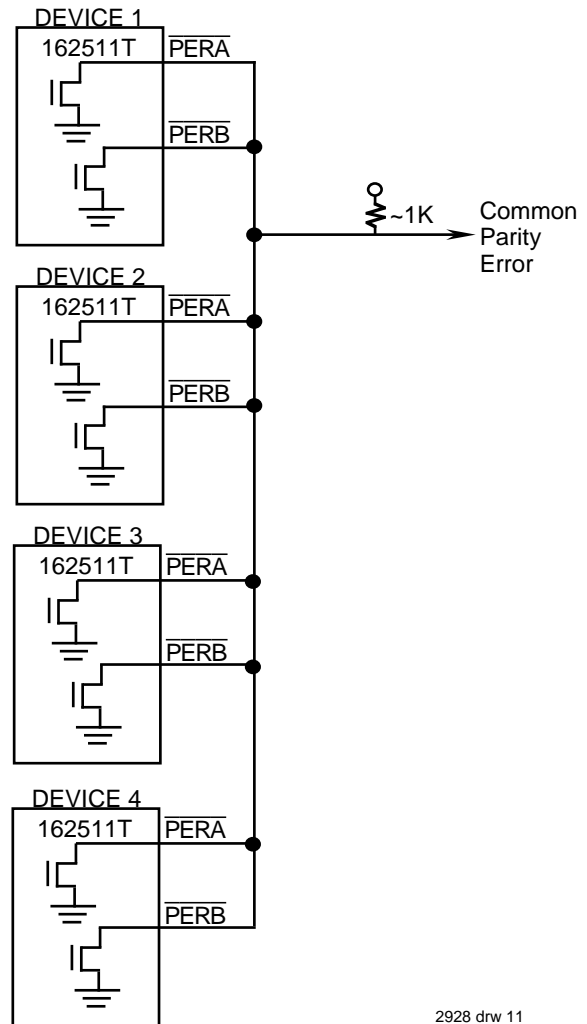 DEVICE 1
162511T
PERA
PERB
~1K
Common
Parity
Error
DEVICE 2
162511T
PERA
PERB
DEVICE 3
162511T
PERA
PERB
DEVICE 4
162511T
PERA
PERB
2928 drw 11